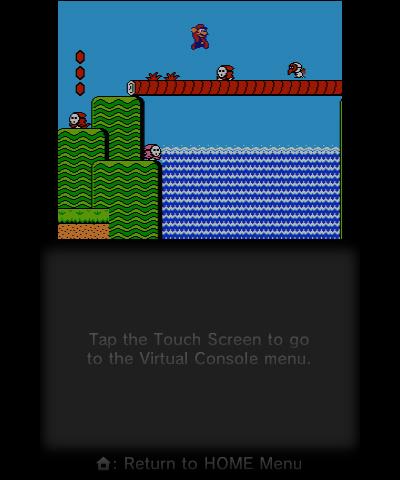 Tap the Touch Screen to go
to the Virtual Console menu.
: Return to HOME Menu